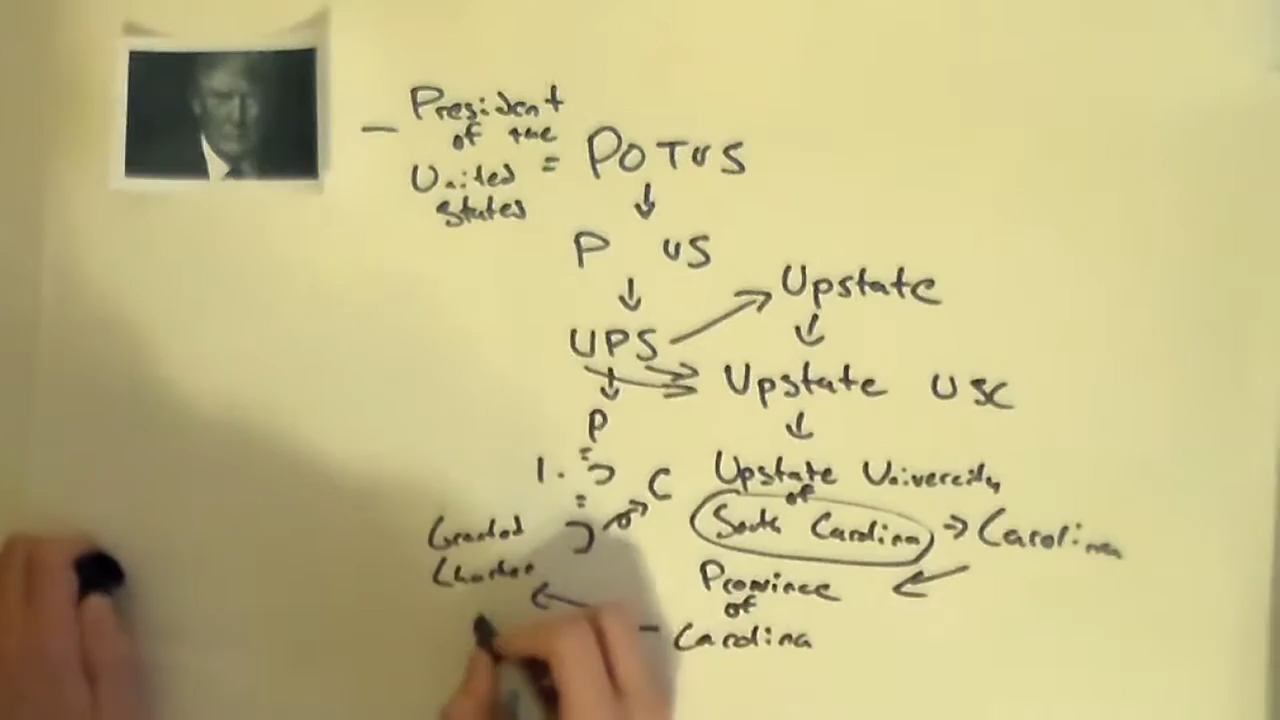 — President
of the
United
States
= POTUS
P US
UPS
Upstate
Upstate USC
P
1.
C
Upstate Univercity
of
South Carolina
Carolina
Granted
Charter
Province
of
- Carolina